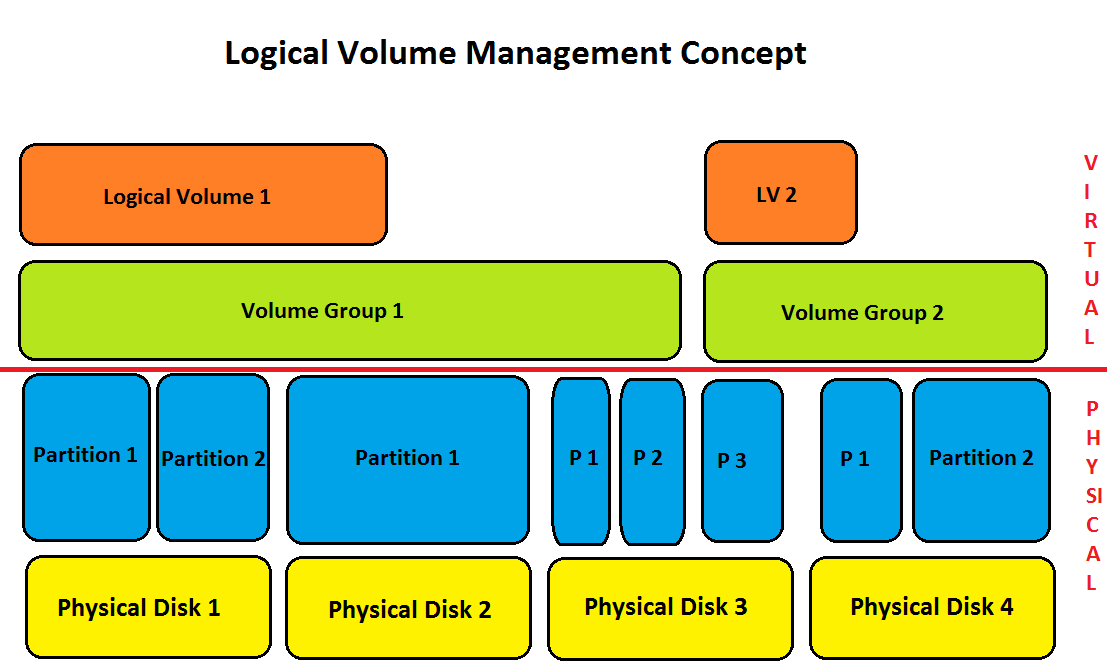 Logical Volume Management Concept
Logical Volume 1
LV 2
Volume Group 1
Volume Group 2
V
I
R
T
U
A
L
Partition 1
Partition 2
Partition 1
P 1
P 2
P 3
P 1
Partition 2
P
H
Y
SI
C
A
L
Physical Disk 1
Physical Disk 2
Physical Disk 3
Physical Disk 4